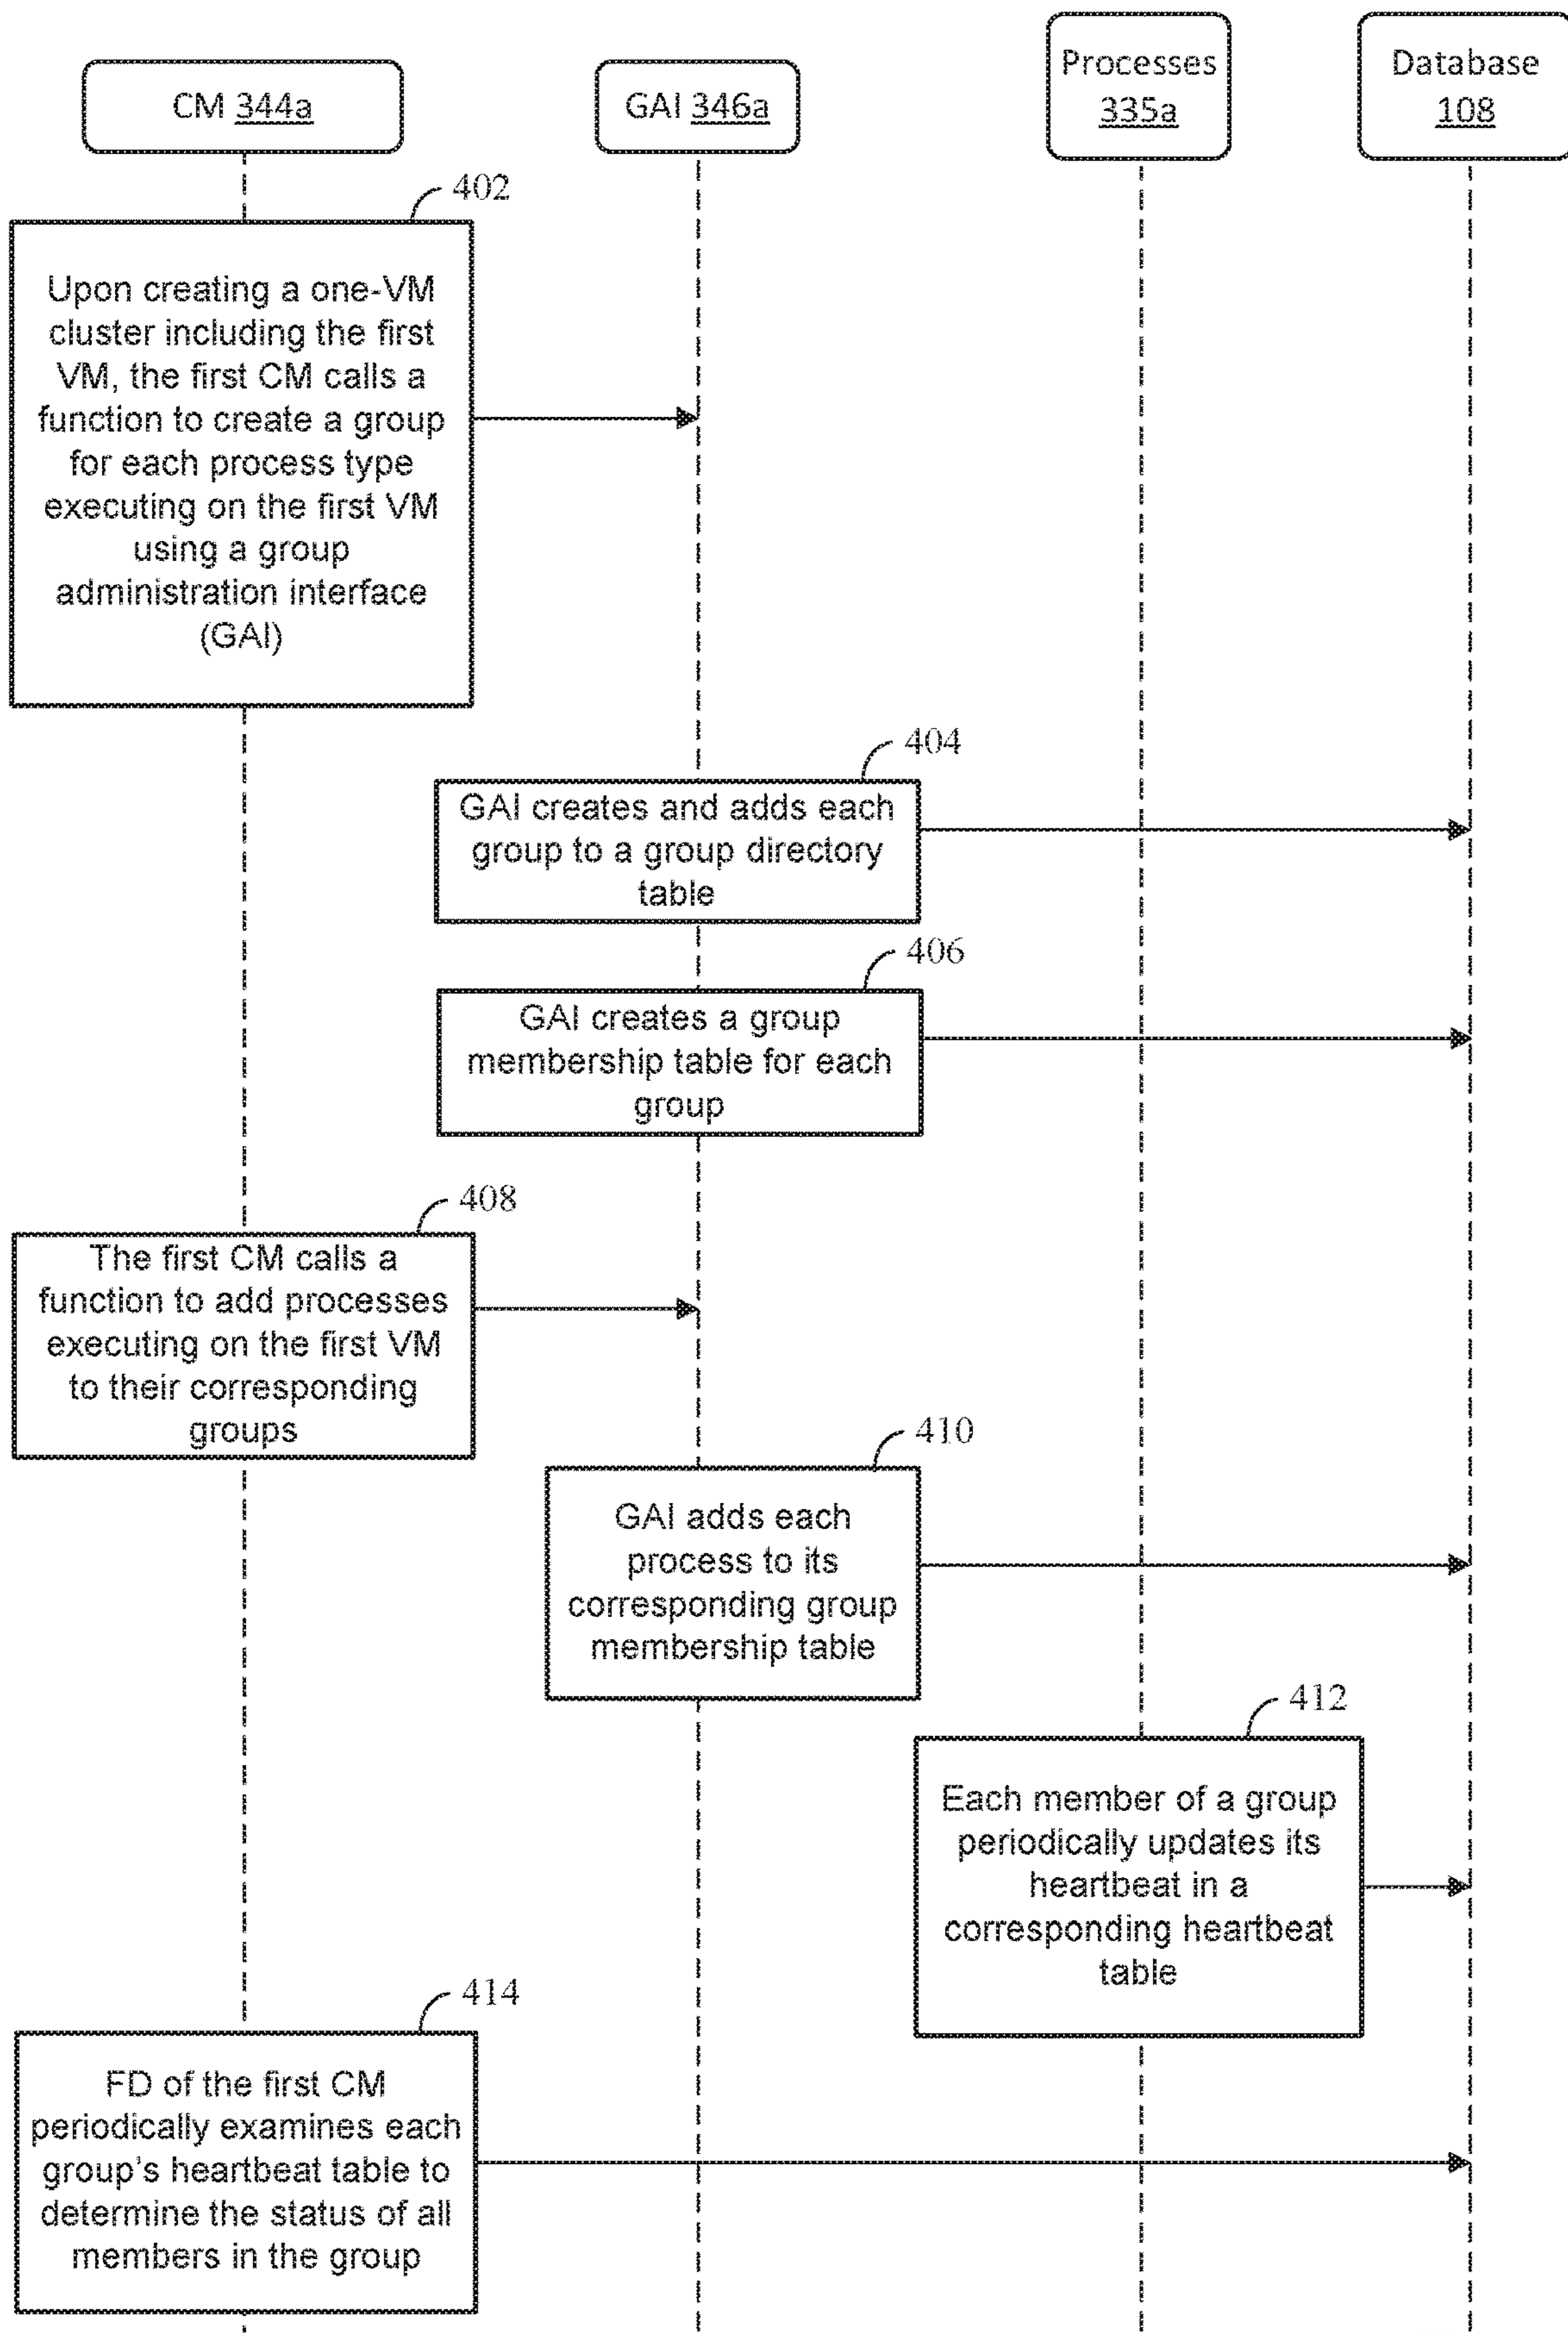 Processes
335a
Database
108
CM 344a
GAI 346a
402
Upon creating a one-VM
cluster including the first
VM, the first CM calls a
function to create a group
for each process type
executing on the first VM
using a group
administration interface
(GAI)
404
GAI creates and adds each
group to a group directory
table
406
GAI creates a group
membership table for each
group
408
The first CM calls a
function to add processes
executing on the first VM
to their corresponding
groups
410
GAI adds each
process to its
corresponding group
membership table
412
Each member of a group
periodically updates its
heartbeat in a
corresponding heartbeat
table
414
FD of the first CM
periodically examines each
group's heartbeat table to
determine the status of all
members in the group